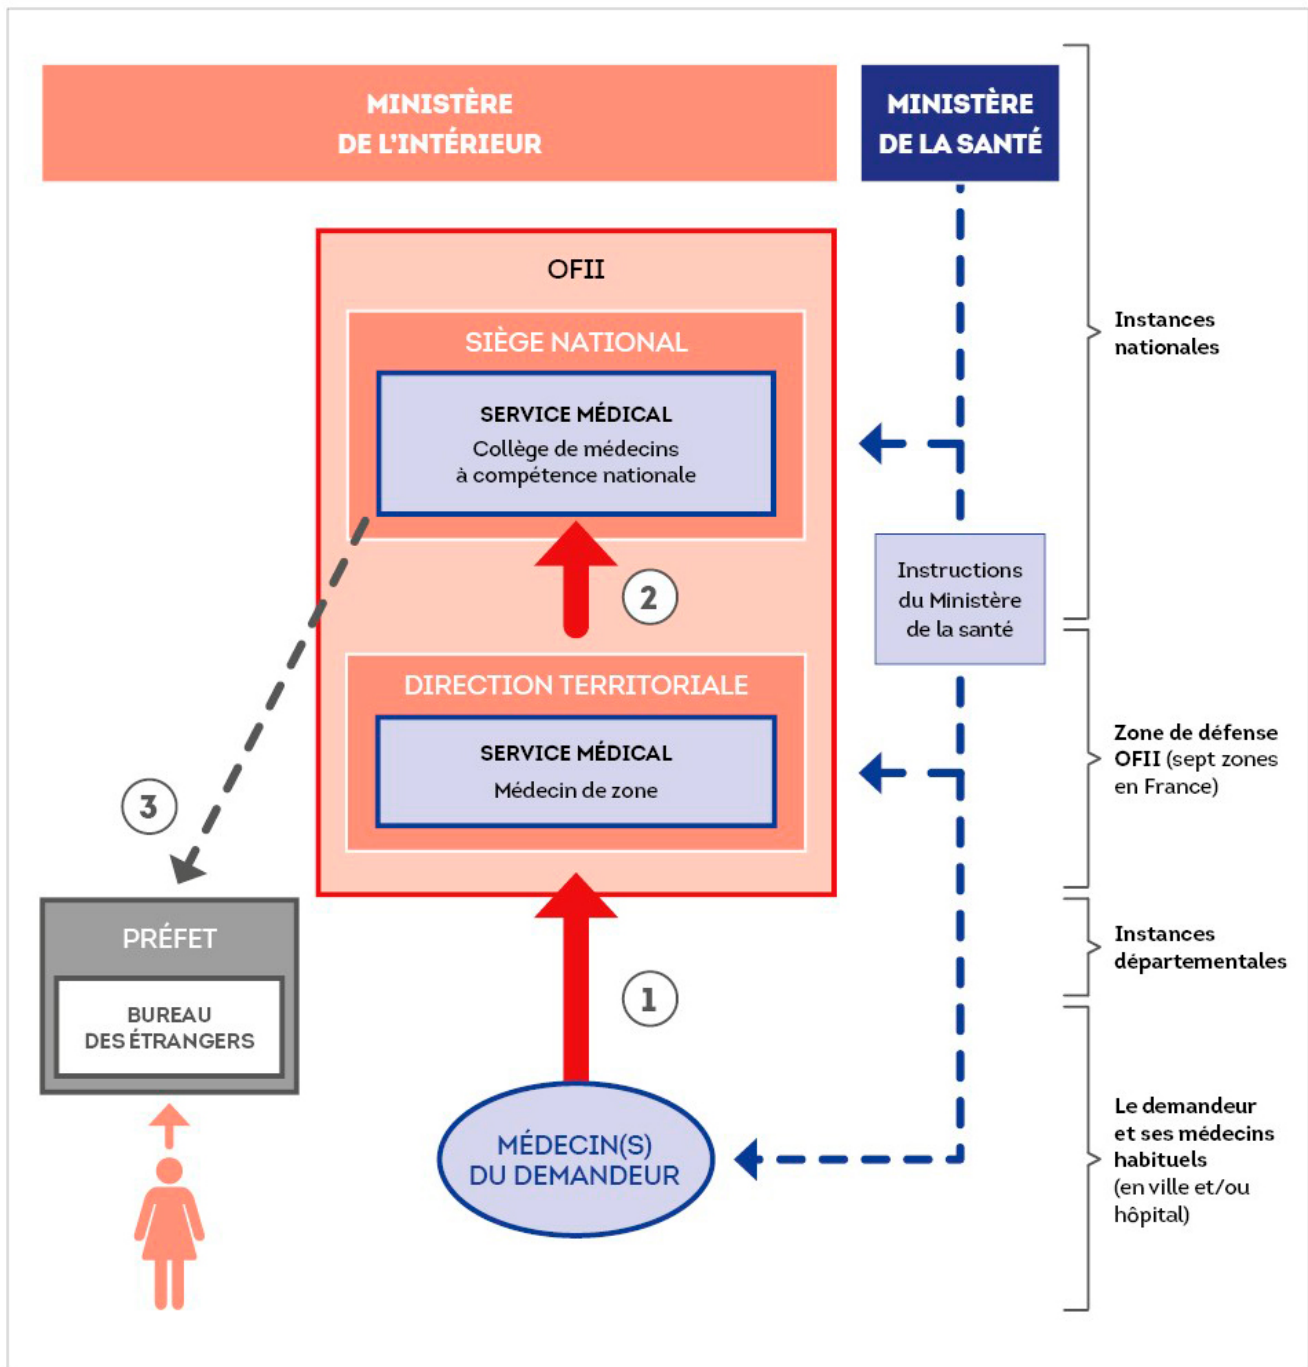 MINISTÈRE
DE L'INTÉRIEUR
MINISTÈRE
DE LA SANTÉ
OFII
SIÈGE NATIONAL
SERVICE MÉDICAL
Collège de médecins
à compétence nationale
Instances
nationales
Instructions
du Ministère
de la santé
2
DIRECTION TERRITORIALE
SERVICE MÉDICAL
Médecin de zone
Zone de défense
OFII (sept zones
en France)
3
PRÉFET
BUREAU
DES ÉTRANGERS
Instances
départementales
1
MÉDECIN(S)
DU DEMANDEUR
Le demandeur
et ses médecins
habituels
(en ville et/ou
hôpital)